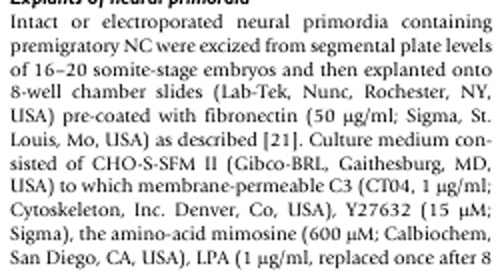 Explants of neural primordia
Intact or electroporated neural primordia containing
premigratory NC were excized from segmental plate levels
of 16–20 somite-stage embryos and then explanted onto
8-well chamber slides (Lab-Tek, Nunc, Rochester, NY,
USA) pre-coated with fibronectin (50 μg/ml; Sigma, St.
Louis, Mo, USA) as described [21]. Culture medium con-
sisted of CHO-S-SFM II (Gibco-BRL, Gaithesburg, MD,
USA) to which membrane-permeable C3 (CT04, 1 μg/ml;
Cytoskeleton, Inc. Denver, Co, USA), Y27632 (15 μM;
Sigma), the amino-acid mimosine (600 μM; Calbiochem,
San Diego, CA, USA), LPA (1 μg/ml, replaced once after 8